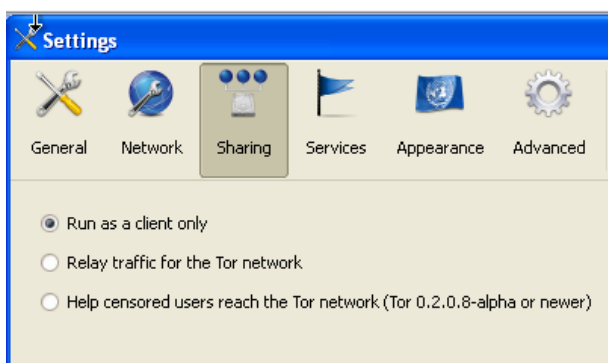 Settings
General Network Sharing Services Appearance Advanced
Run as a client only
Relay traffic for the Tor network
Help censored users reach the Tor network (Tor 0.2.0.8-alpha or newer)